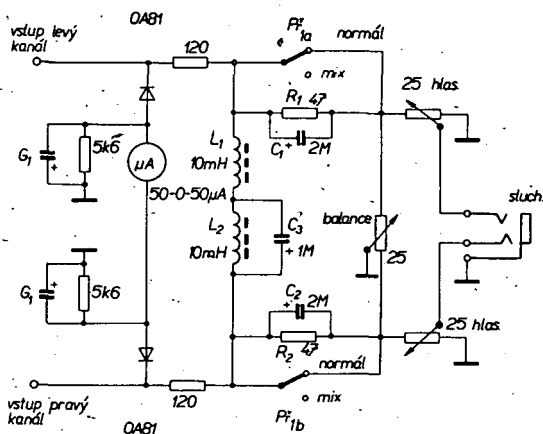 OA81
Př1a
vstup levý
kanál
120
normál
mix
25 hlas.
R1 47
G1
5k6
µA
L1
10mH
C1 + 2M
50-0-50µA
L2
10mH
C3
+ 1M
balance
25
sluch.
G1
5k6
C2
+ 2M
R2 47
25 hlas.
normál
120
mix
vstup pravý
kanál
Př1b
OA81